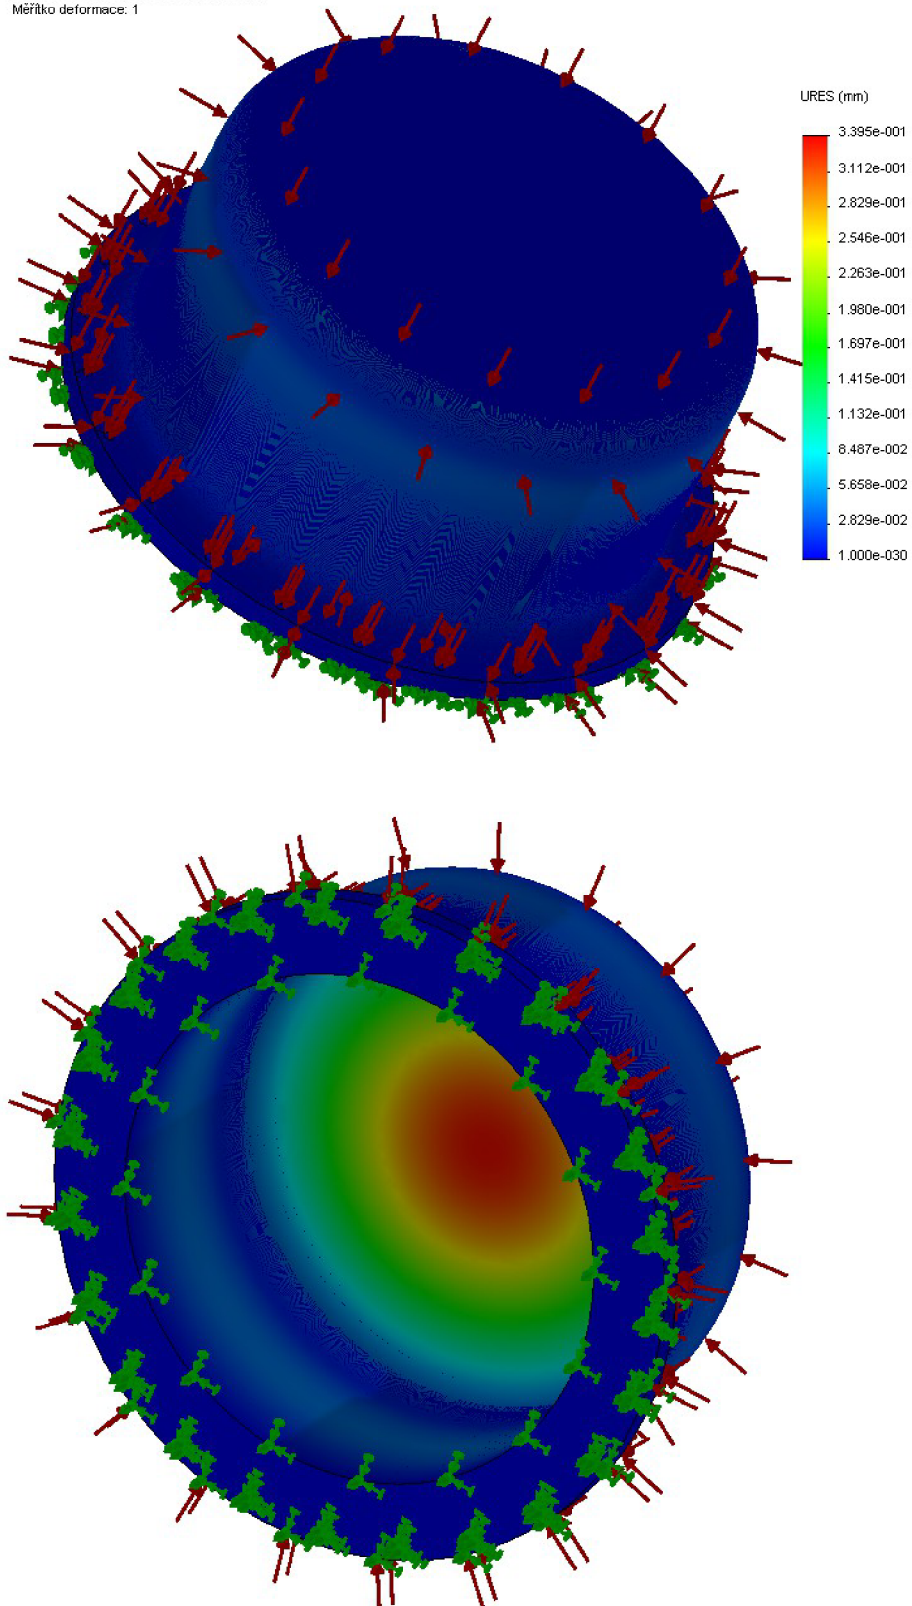 Měřítko deformace: 1
URES (mm)
3.395e-001
3.112e-001
2.829e-001
2.546e-001
2.263e-001
1.980e-001
1.697e-001
1.415e-001
1.132e-001
8.487e-002
5.658e-002
2.829e-002
1.000e-030